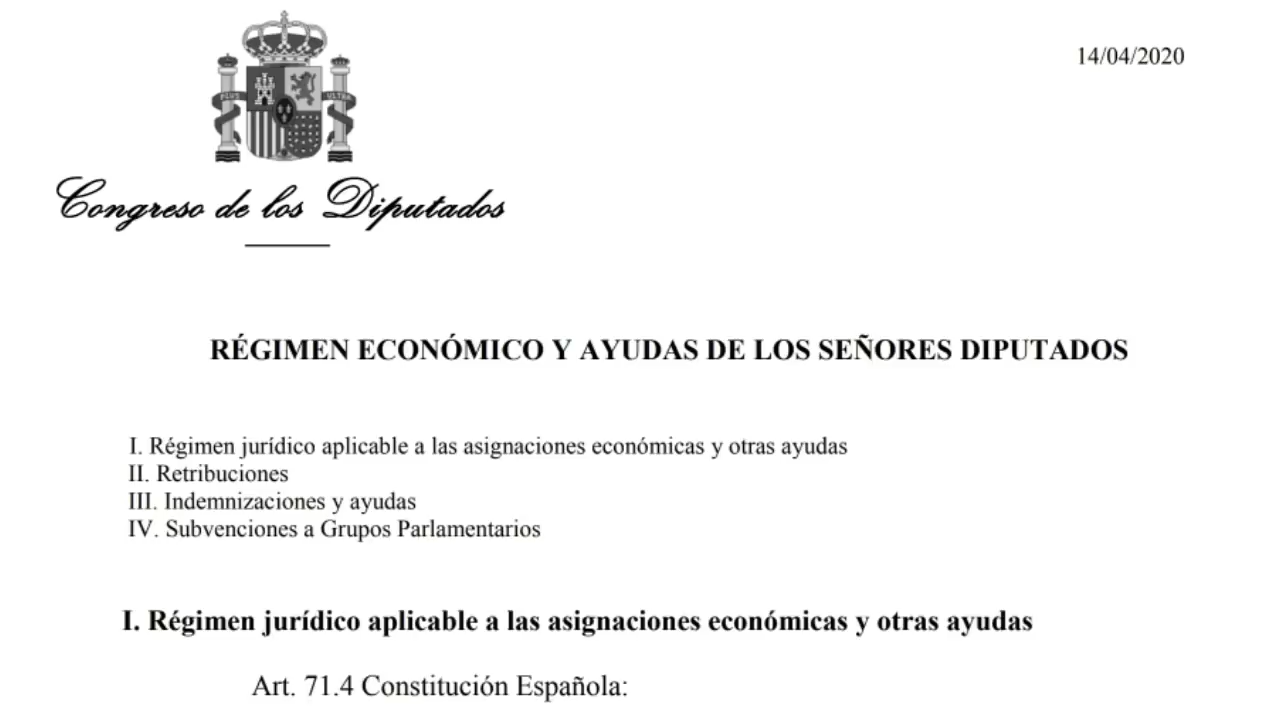 14/04/2020
PLUS ULTRA
Congreso de los Diputados
RÉGIMEN ECONÓMICO Y AYUDAS DE LOS SEÑORES DIPUTADOS
I. Régimen jurídico aplicable a las asignaciones económicas y otras ayudas
II. Retribuciones
III. Indemnizaciones y ayudas
IV. Subvenciones a Grupos Parlamentarios
I. Régimen jurídico aplicable a las asignaciones económicas y otras ayudas
Art. 71.4 Constitución Española: